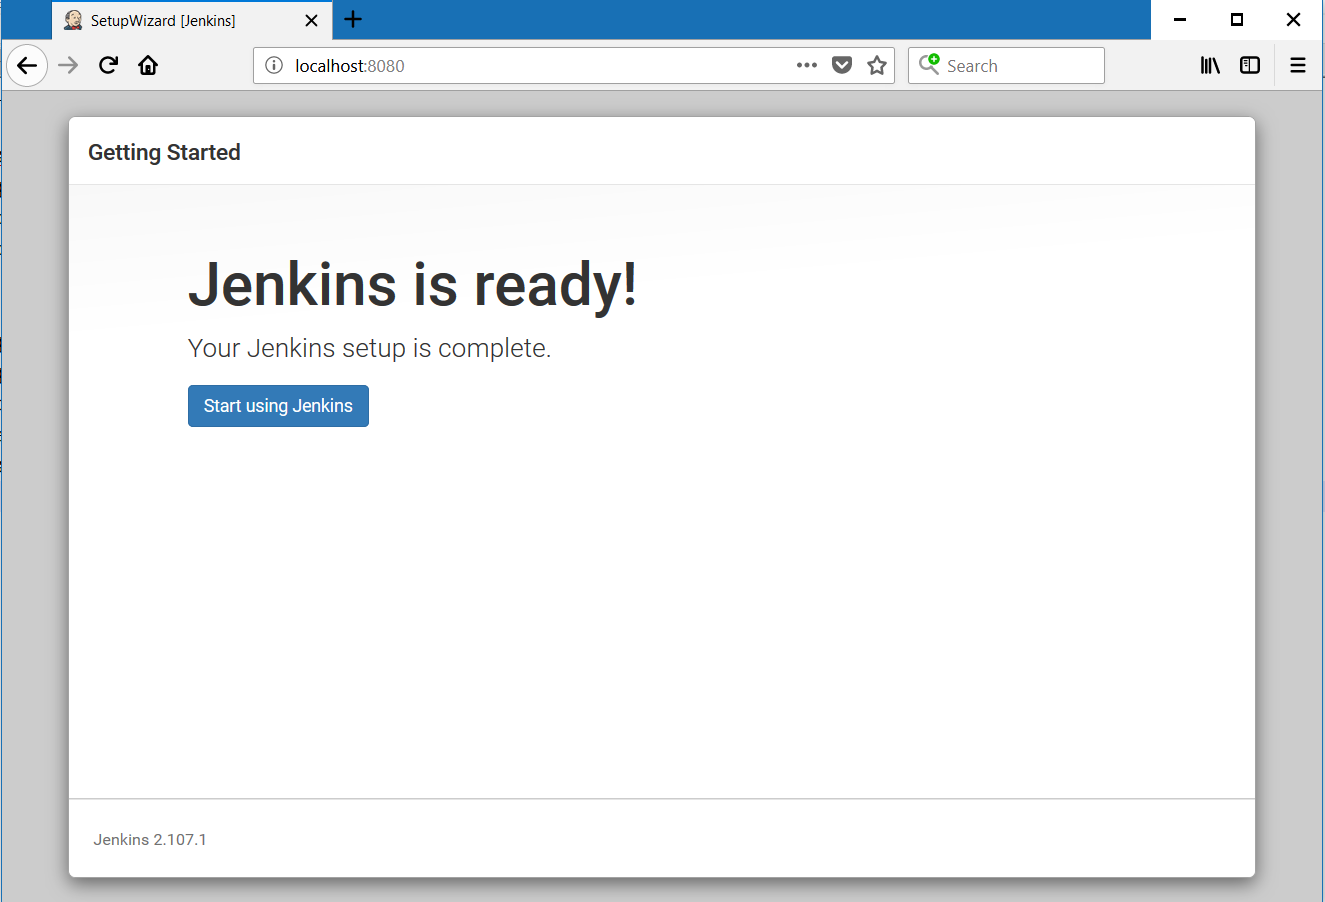 SetupWizard [Jenkins]
localhost:8080
Search
Getting Started
Jenkins is ready!
Your Jenkins setup is complete.
Start using Jenkins
Jenkins 2.107.1